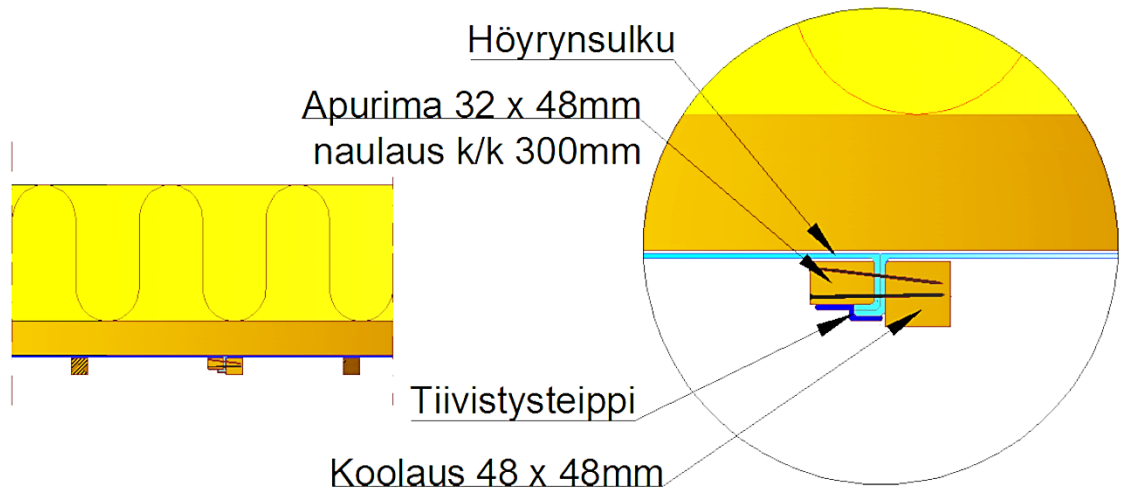 Höyrynsulku
Apurima 32 x 48mm
naulaus k/k 300mm
Tiivistysteippi
Koolaus 48 x 48mm